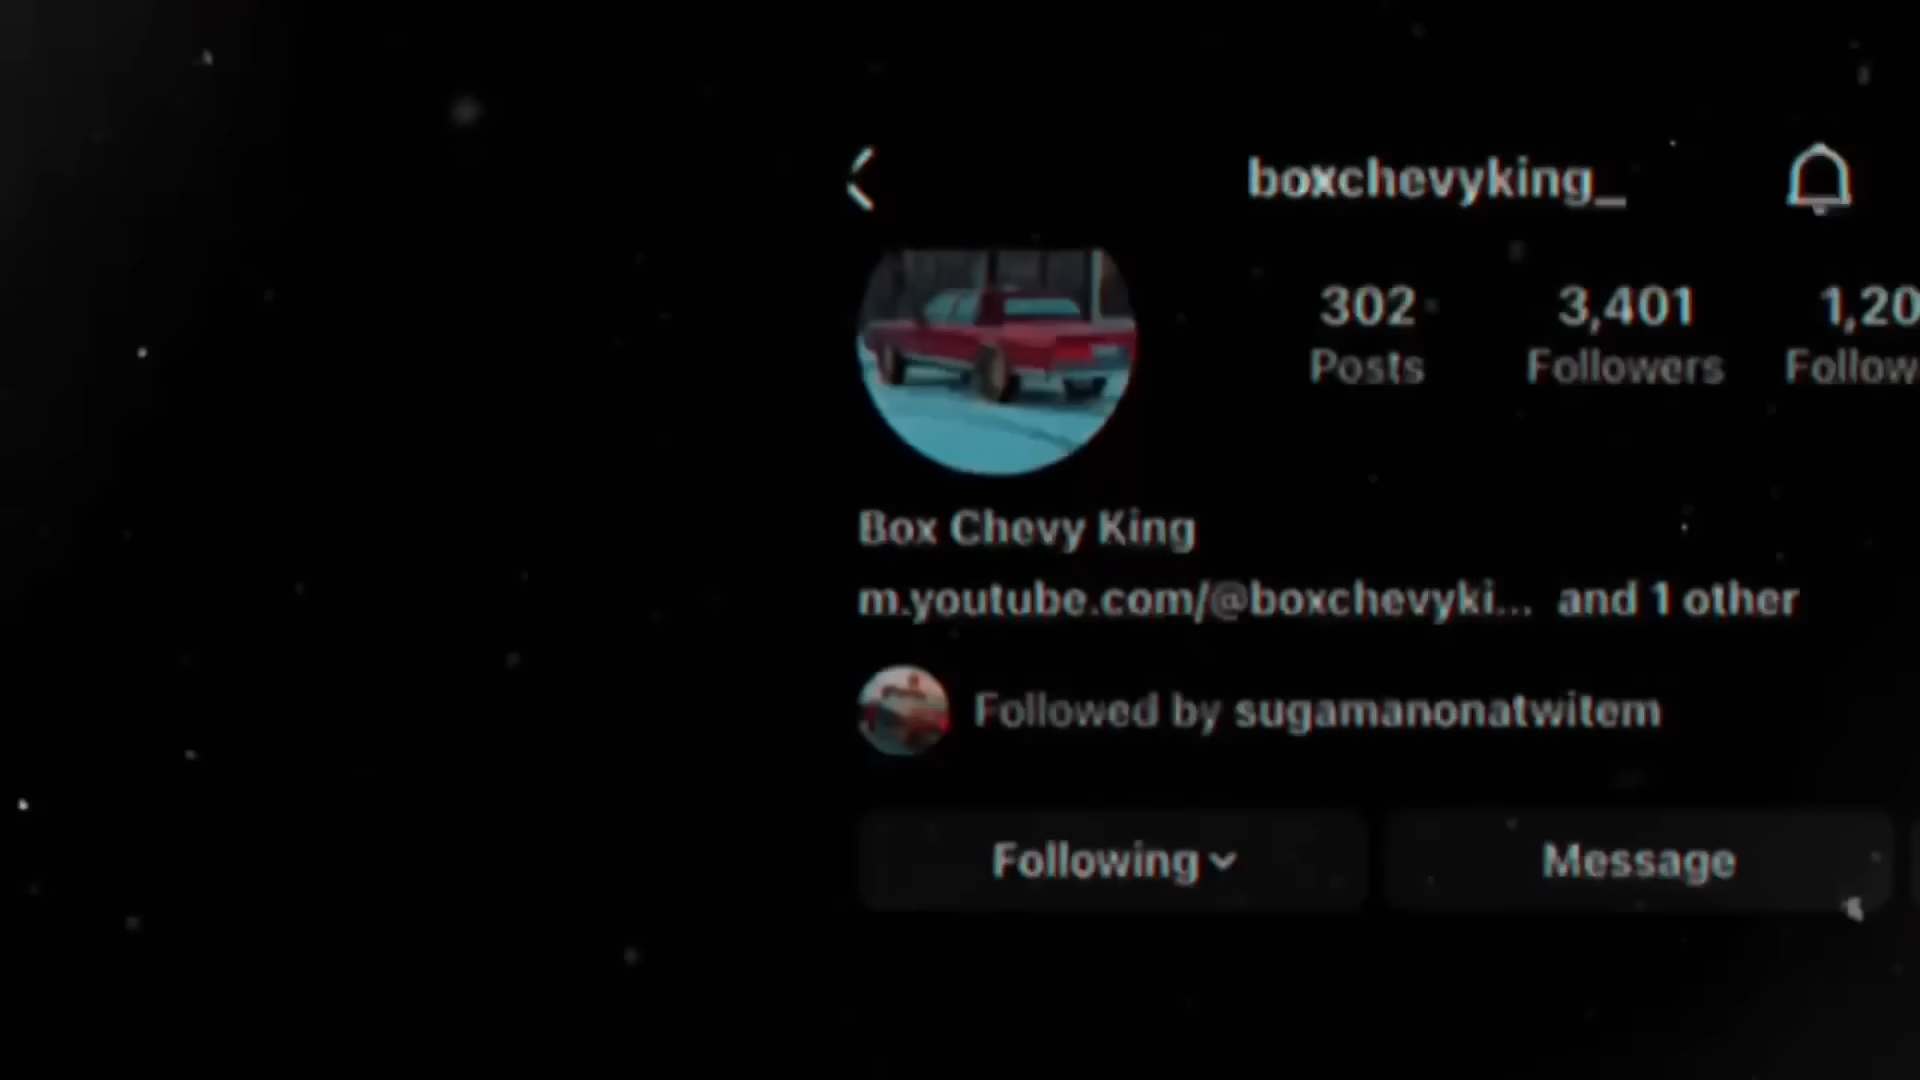 boxchevyking_
302 3,401 1,20
Posts Followers Follow
Box Chevy King
m.youtube.com/@boxchevyki... and 1 other
Followed by sugamanonatwitem
Following
Message